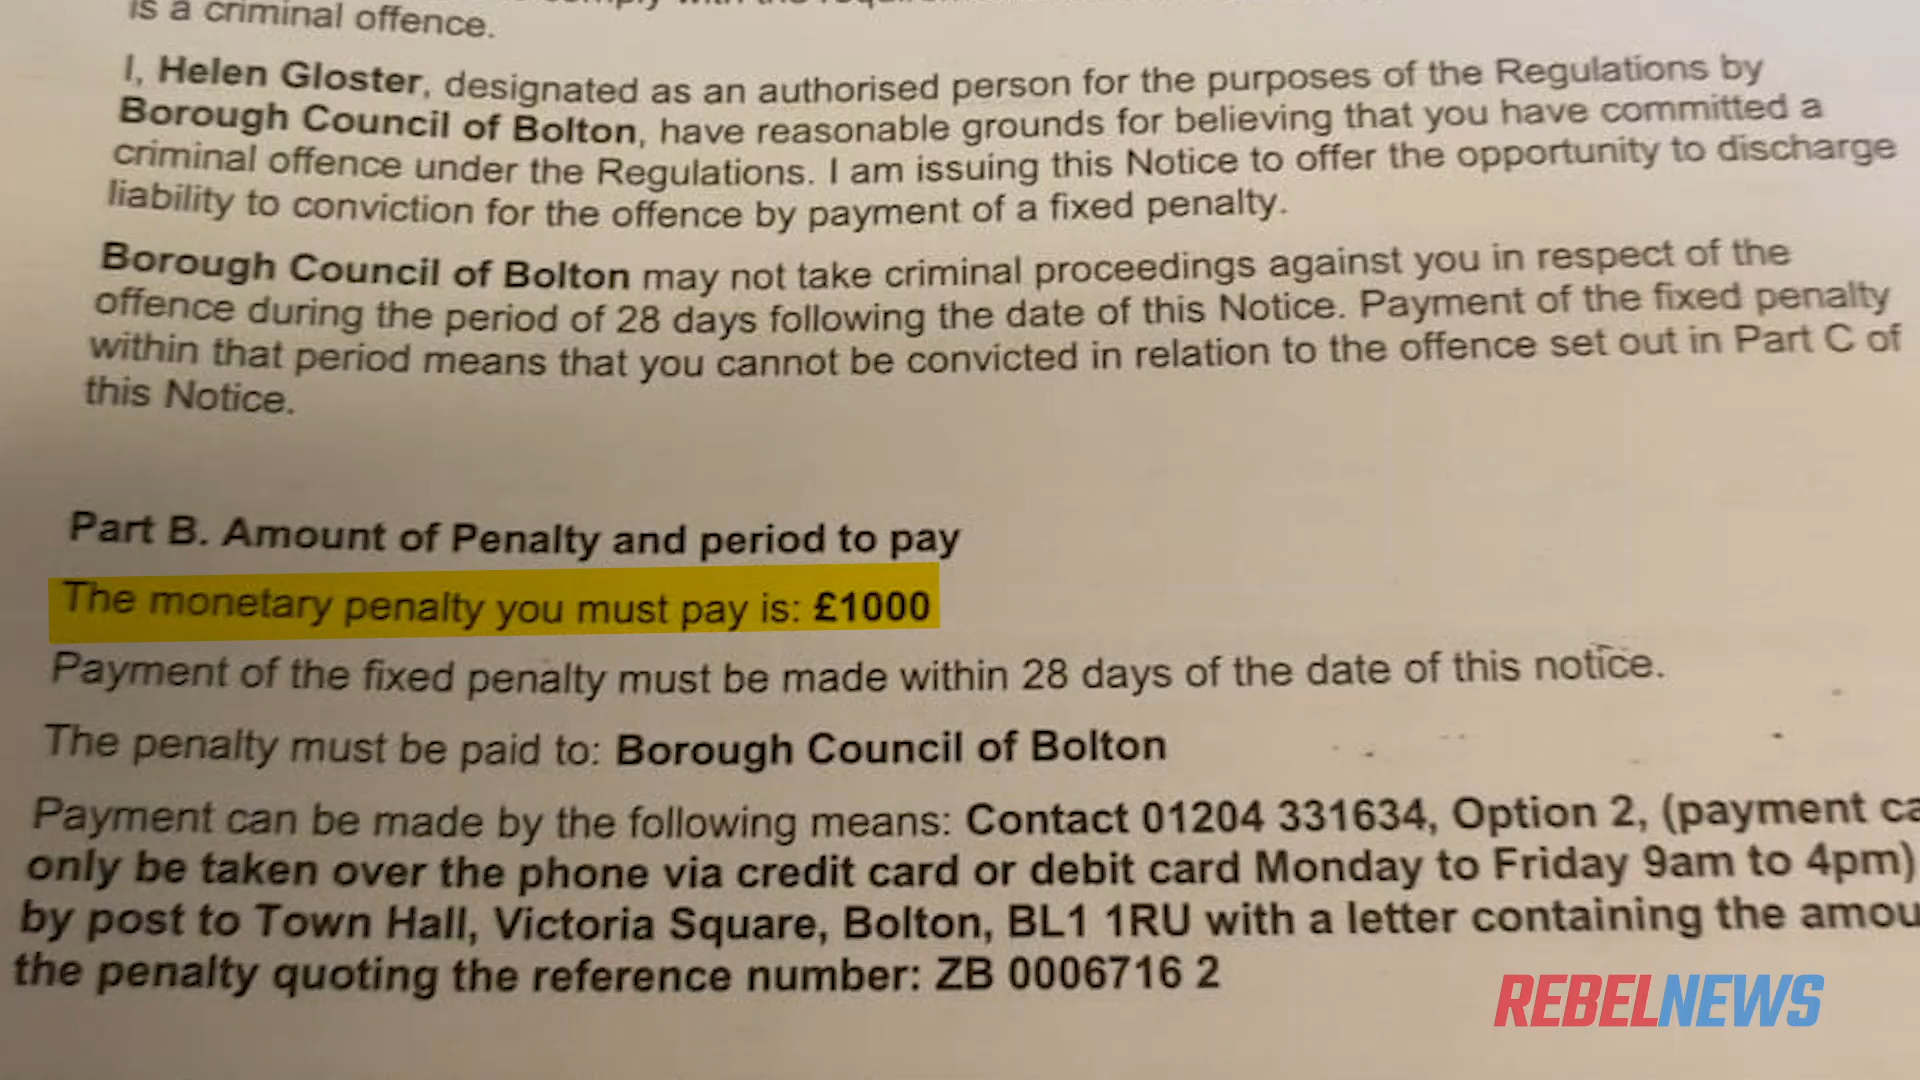 is a criminal offence.
I, Helen Gloster, designated as an authorised person for the purposes of the Regulations by
Borough Council of Bolton, have reasonable grounds for believing that you have committed a
criminal offence under the Regulations. I am issuing this Notice to offer the opportunity to discharge
liability to conviction for the offence by payment of a fixed penalty.
Borough Council of Bolton may not take criminal proceedings against you in respect of the
offence during the period of 28 days following the date of this Notice. Payment of the fixed penalty
within that period means that you cannot be convicted in relation to the offence set out in Part C of
this Notice.
Part B. Amount of Penalty and period to pay
The monetary penalty you must pay is: £1000
Payment of the fixed penalty must be made within 28 days of the date of this notice.
The penalty must be paid to: Borough Council of Bolton
Payment can be made by the following means: Contact 01204 331634, Option 2, (payment ca
only be taken over the phone via credit card or debit card Monday to Friday 9am to 4pm)
by post to Town Hall, Victoria Square, Bolton, BL1 1RU with a letter containing the amou
the penalty quoting the reference number: ZB 0006716 2
REBELNEWS